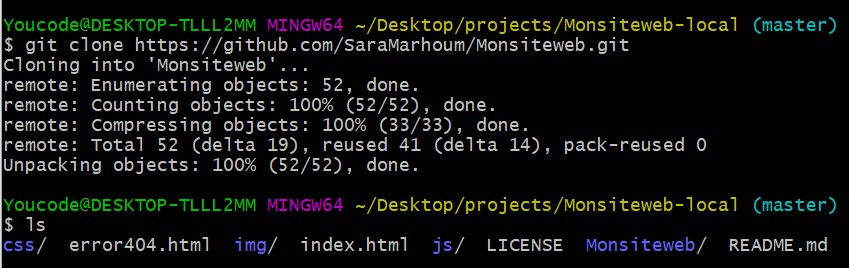 Youcode@DESKTOP-TLLL2MM MINGW64 ~/Desktop/projects/Monsiteweb-local (master)
$ git clone https://github.com/SaraMarhoum/Monsiteweb.git
Cloning into 'Monsiteweb'...
remote: Enumerating objects: 52, done.
remote: Counting objects: 100% (52/52), done.
remote: Compressing objects: 100% (33/33), done.
remote: Total 52 (delta 19), reused 41 (delta 14), pack-reused 0
Unpacking objects: 100% (52/52), done.
Youcode@DESKTOP-TLLL2MM MINGW64 ~/Desktop/projects/Monsiteweb-local (master)
$ ls
css/  error404.html  img/  index.html  js/  LICENSE  Monsiteweb/  README.md